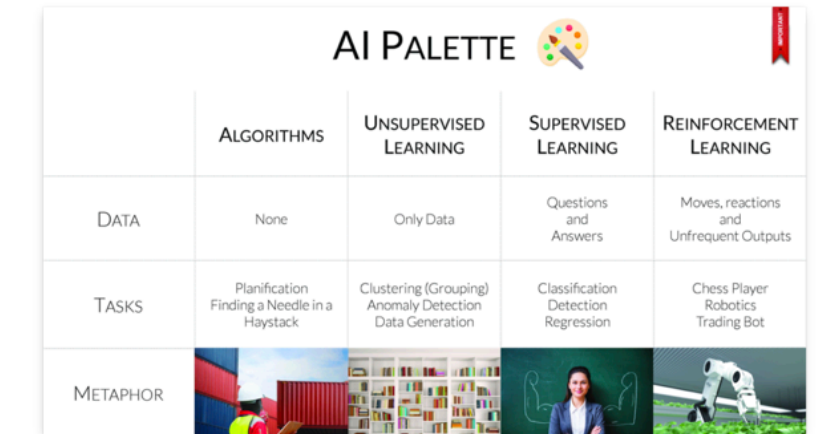 AI PALETTE
IMPORTANT
ALGORITHMS
UNSUPERVISED
LEARNING
SUPERVISED
LEARNING
REINFORCEMENT
LEARNING
DATA
None
Only Data
Questions
and
Answers
Moves, reactions
and
Unfrequent Outputs
TASKS
Planification
Finding a Needle in a
Haystack
Clustering (Grouping)
Anomaly Detection
Data Generation
Classification
Detection
Regression
Chess Player
Robotics
Trading Bot
METAPHOR